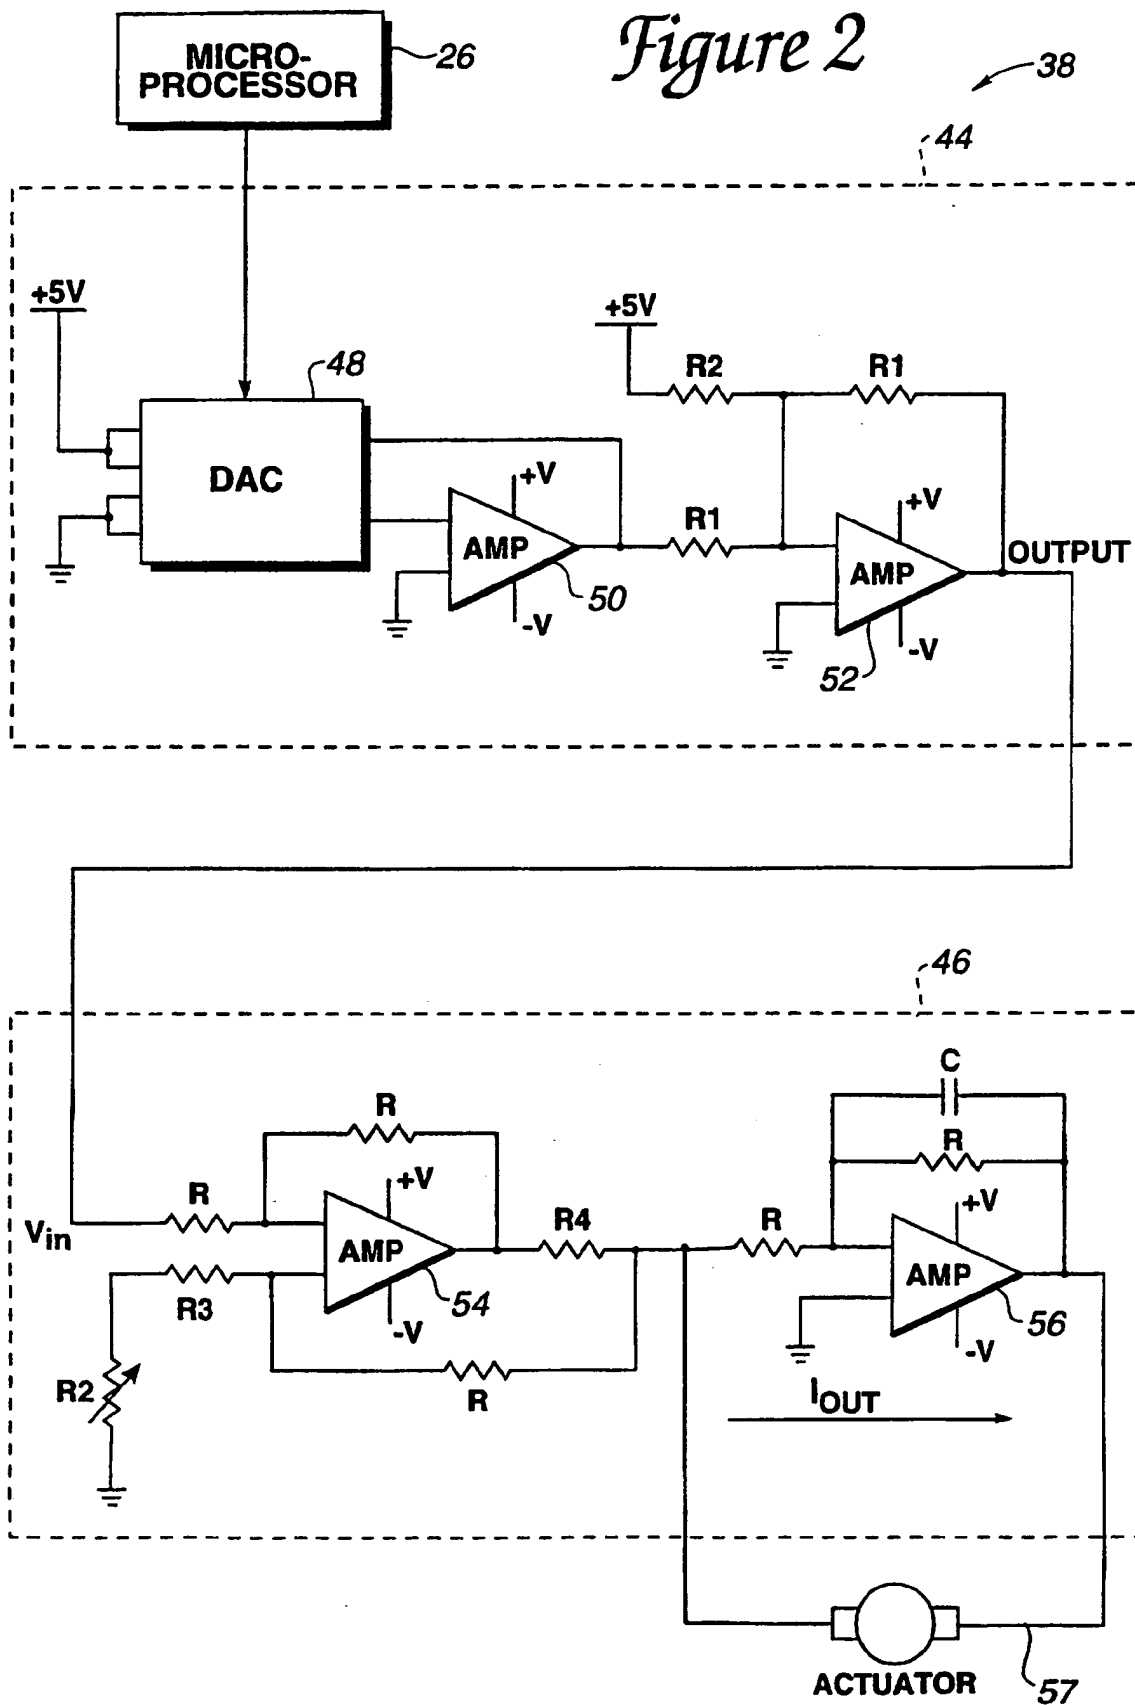 Figure 2
MICRO-
PROCESSOR
26
38
44
+5V
+5V
48
R2
R1
DAC
+V
AMP
50
-V
R1
+V
AMP
52
-V
OUTPUT
46
C
R
R
+V
R
Vin
AMP
54
-V
R4
R
+V
AMP
56
-V
R3
R
R2
IOUT
ACTUATOR
57